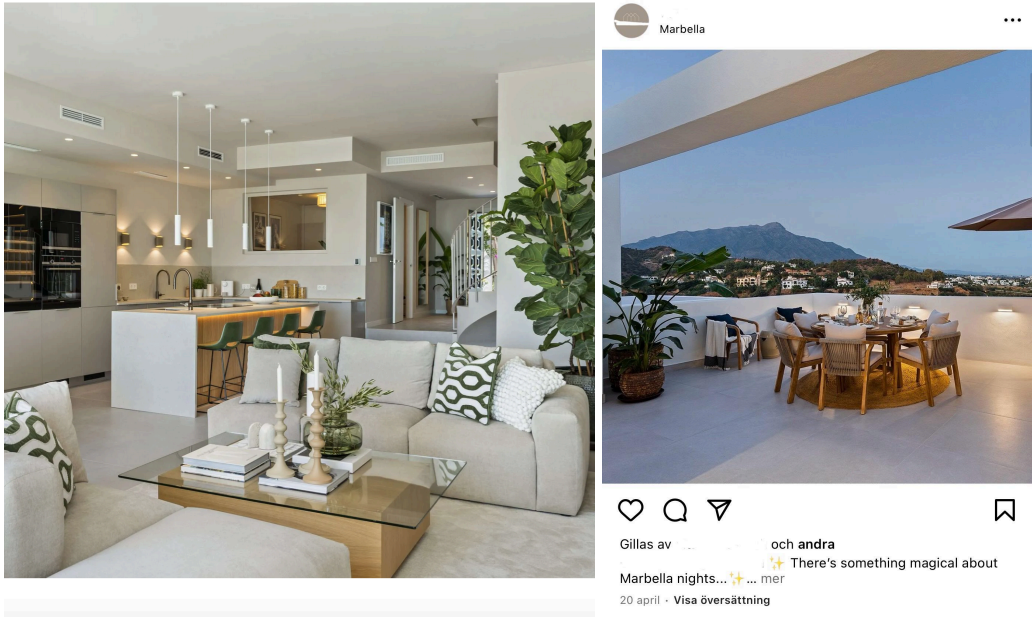 Marbella
Gillas av och andra
✨ There's something magical about
Marbella nights...✨... mer
20 april · Visa översättning